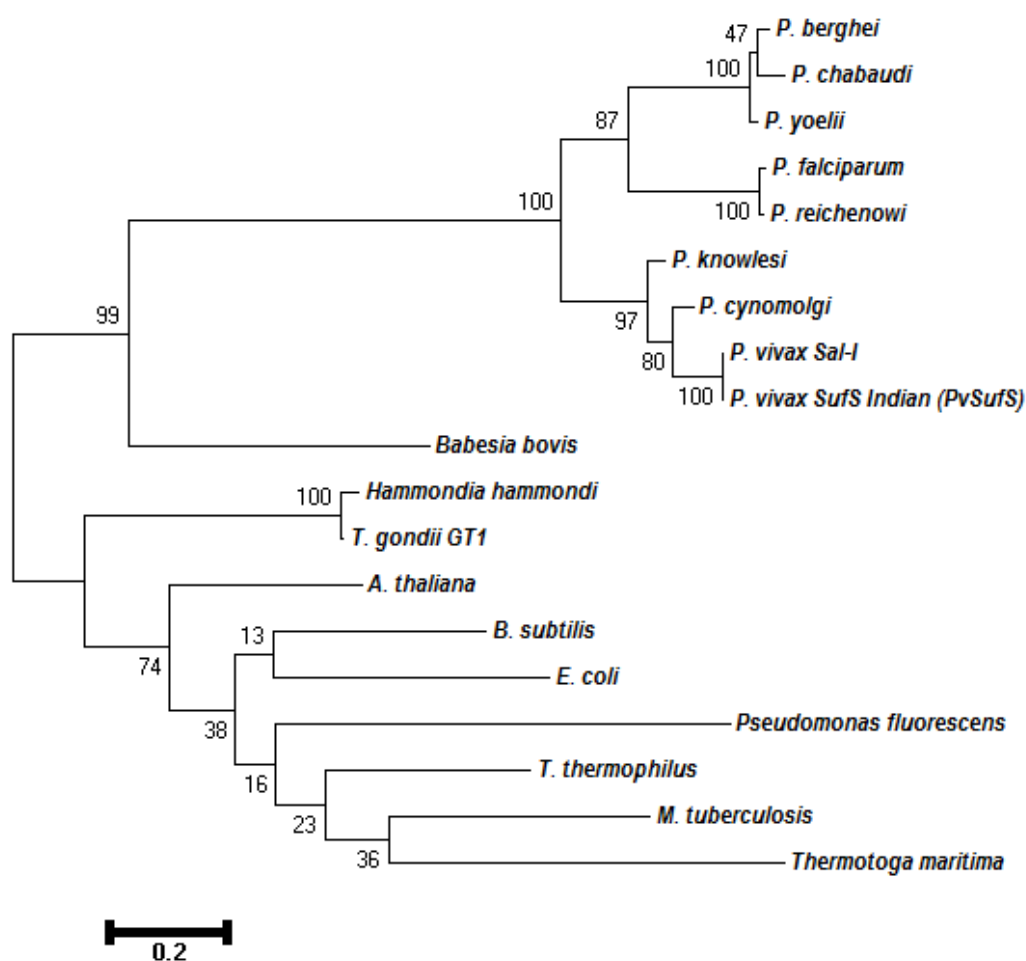 47
P. berghei
P. chabaudi
100
P. yoelii
87
P. falciparum
100
P. reichenowi
100
P. knowlesi
97
P. cynomolgi
80
P. vivax Sal-I
100
P. vivax SufS Indian (PvSufS)
99
Babesia bovis
100
Hammondia hammondi
T. gondii GT1
A. thaliana
74
13
B. subtilis
E. coli
38
Pseudomonas fluorescens
16
T. thermophilus
23
M. tuberculosis
36
Thermotoga maritima
0.2